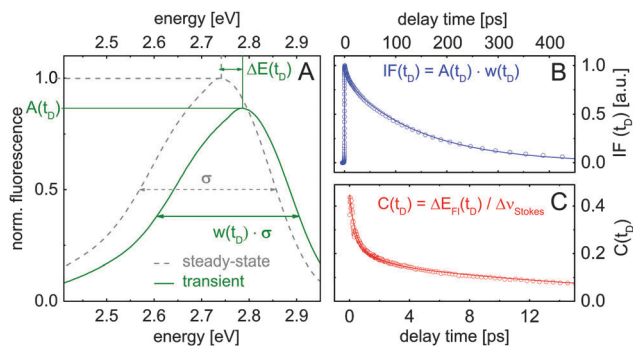 energy [eV]
2.5 2.6 2.7 2.8 2.9
ΔE(t_D)
A
1.0
A(t_D)
norm. fluorescence
0.5
σ
w(t_D) · σ
steady-state
transient
0.0
2.5 2.6 2.7 2.8 2.9
energy [eV]
delay time [ps]
0 100 200 300 400
B
IF(t_D) = A(t_D) · w(t_D)
1.0
0.5
0.0
IF (t_D) [a.u.]
C
C(t_D) = ΔE_Fl(t_D) / Δν_Stokes
0.4
0.2
0.0
C(t_D)
0 4 8 12
delay time [ps]